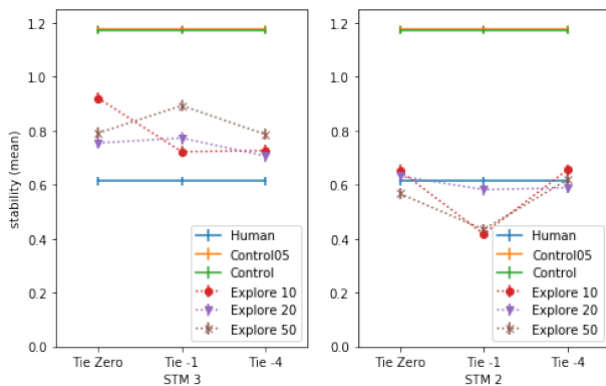 stability (mean)
1.2
1.0
0.8
0.6
0.4
0.2
0.0
Human
Control05
Control
Explore 10
Explore 20
Explore 50
Tie Zero Tie -1 Tie -4
STM 3
1.2
1.0
0.8
0.6
0.4
0.2
0.0
Human
Control05
Control
Explore 10
Explore 20
Explore 50
Tie Zero Tie -1 Tie -4
STM 2